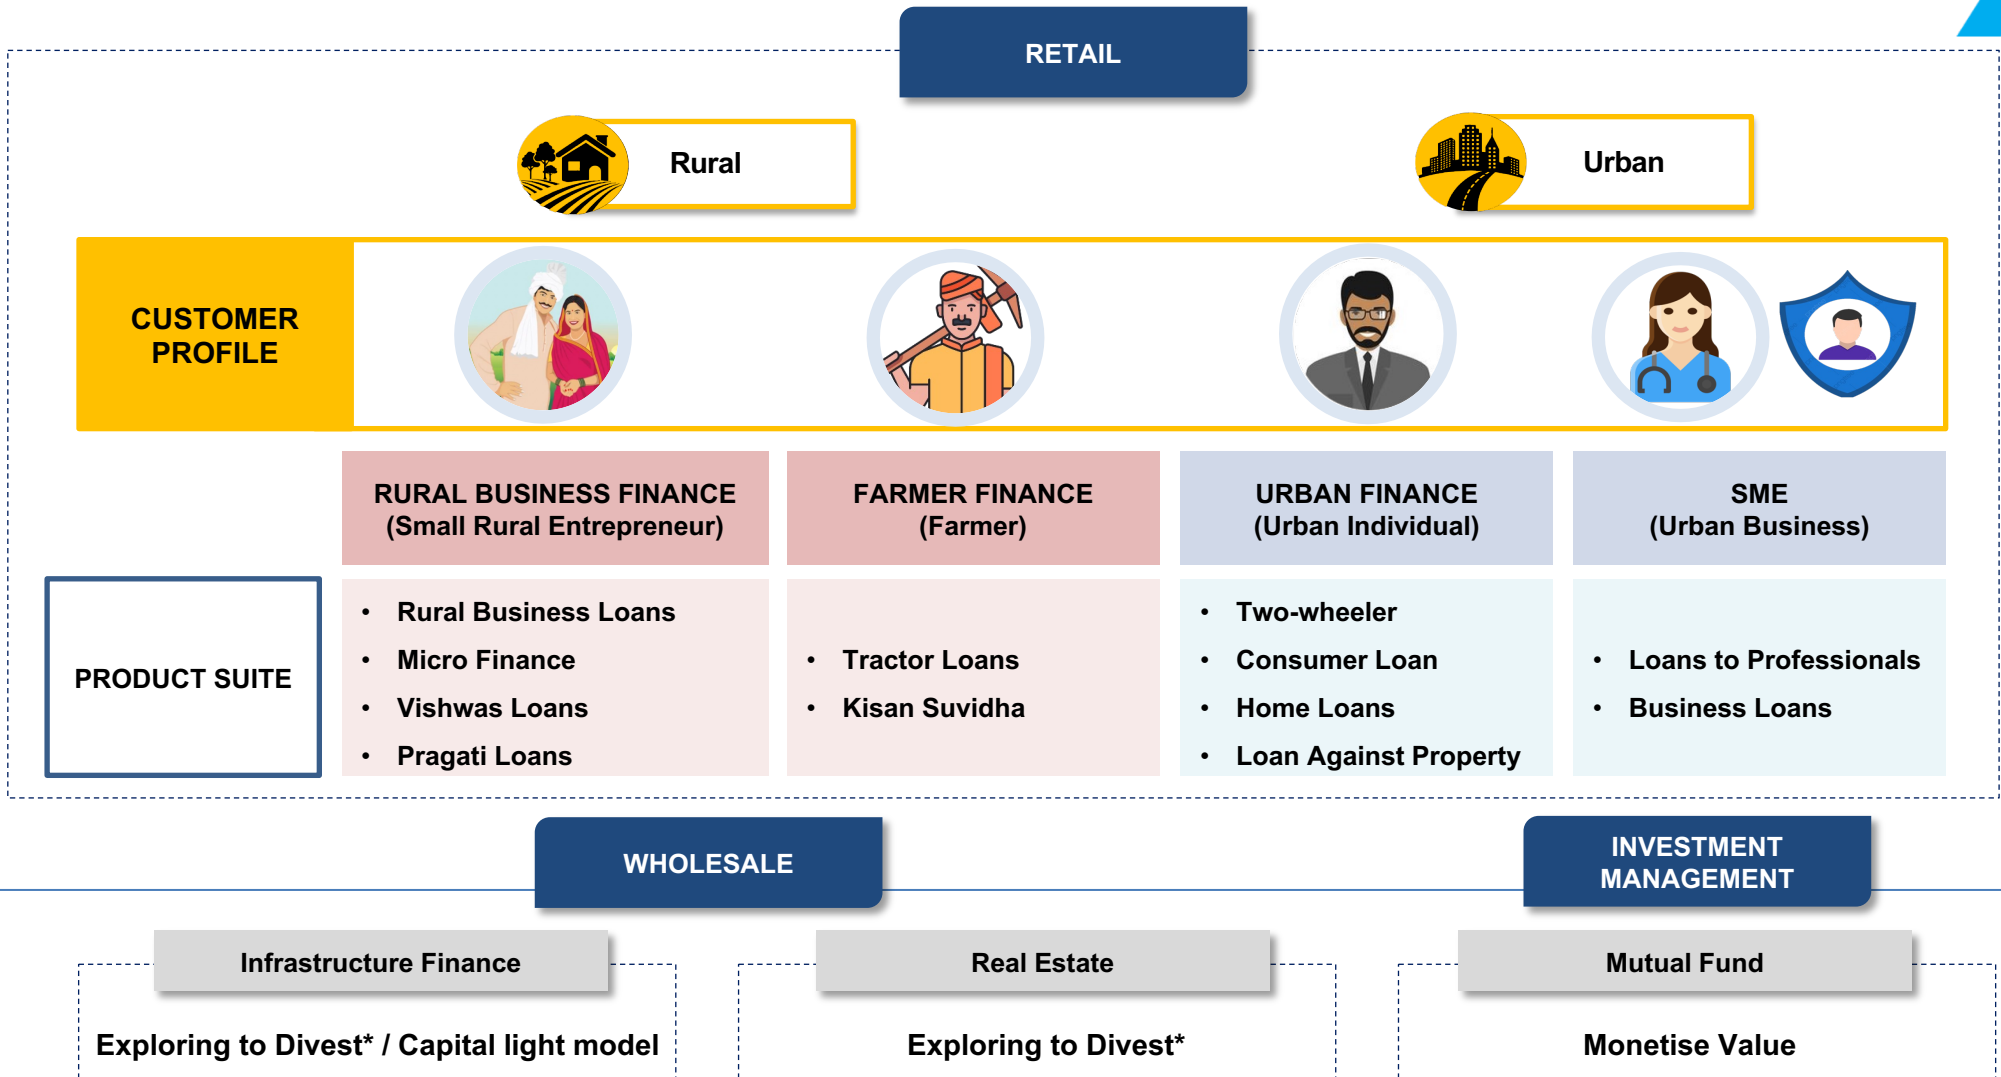 RETAIL
Rural
Urban
CUSTOMER
PROFILE
RURAL BUSINESS FINANCE
(Small Rural Entrepreneur)
FARMER FINANCE
(Farmer)
URBAN FINANCE
(Urban Individual)
SME
(Urban Business)
PRODUCT SUITE
• Rural Business Loans
• Micro Finance
• Vishwas Loans
• Pragati Loans
• Tractor Loans
• Kisan Suvidha
• Two-wheeler
• Consumer Loan
• Home Loans
• Loan Against Property
• Loans to Professionals
• Business Loans
WHOLESALE
INVESTMENT
MANAGEMENT
Infrastructure Finance
Exploring to Divest* / Capital light model
Real Estate
Exploring to Divest*
Mutual Fund
Monetise Value